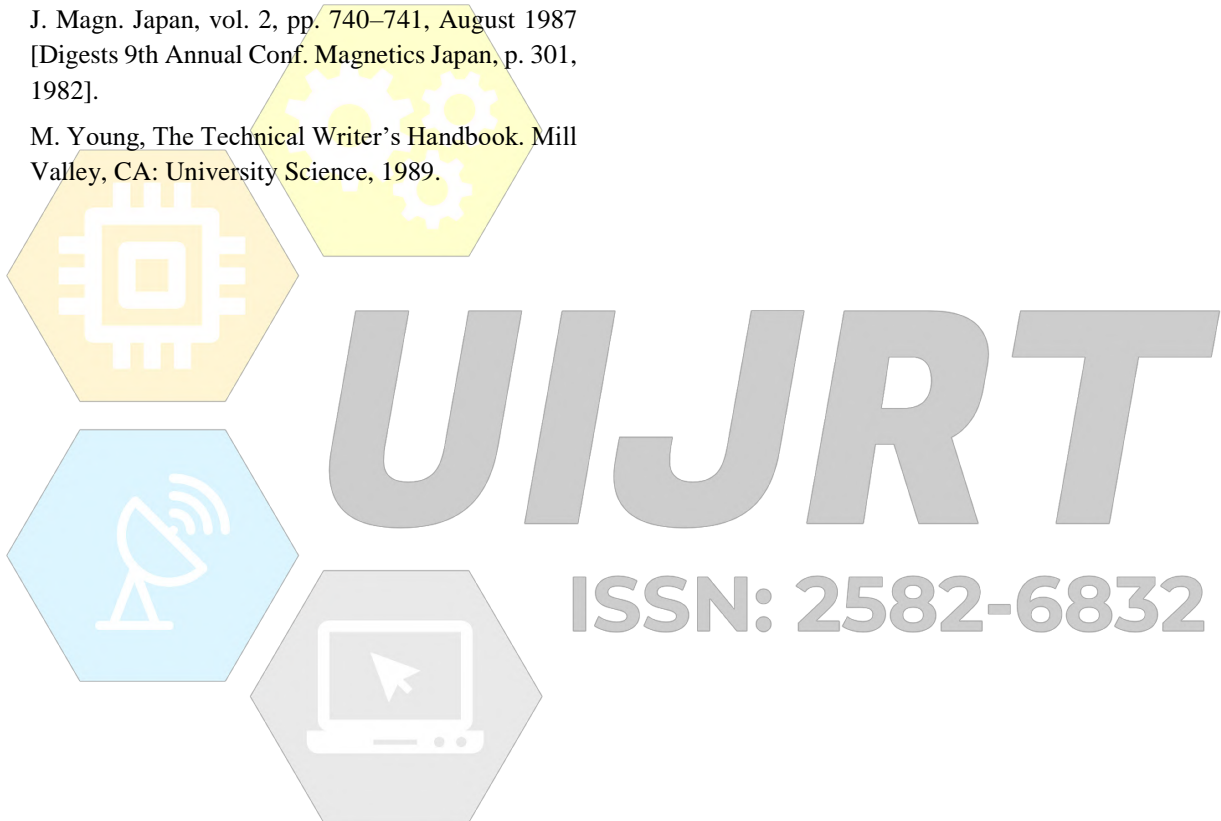 J. Magn. Japan, vol. 2, pp. 740–741, August 1987
[Digests 9th Annual Conf. Magnetics Japan, p. 301,
1982].
M. Young, The Technical Writer’s Handbook. Mill
Valley, CA: University Science, 1989.
UIJRT
ISSN: 2582-6832